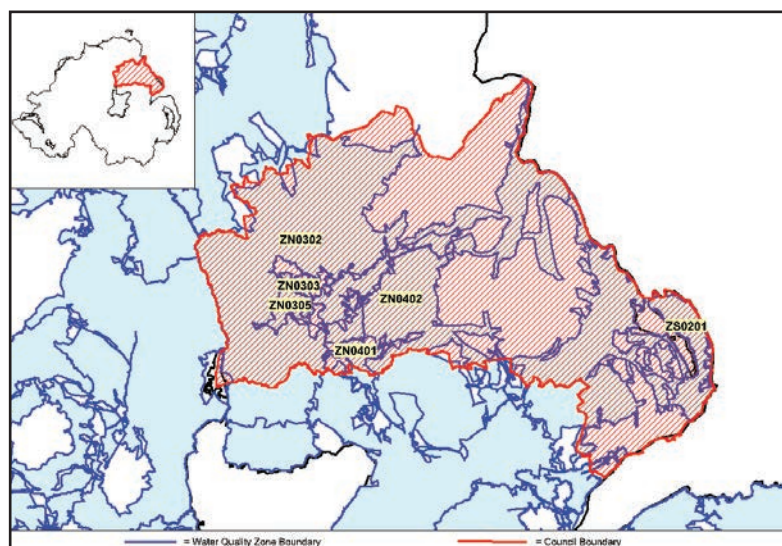 ZN0302
ZN0303
ZN0305
ZN0402
ZN0401
ZS0201
= Water Quality Zone Boundary
= Council Boundary